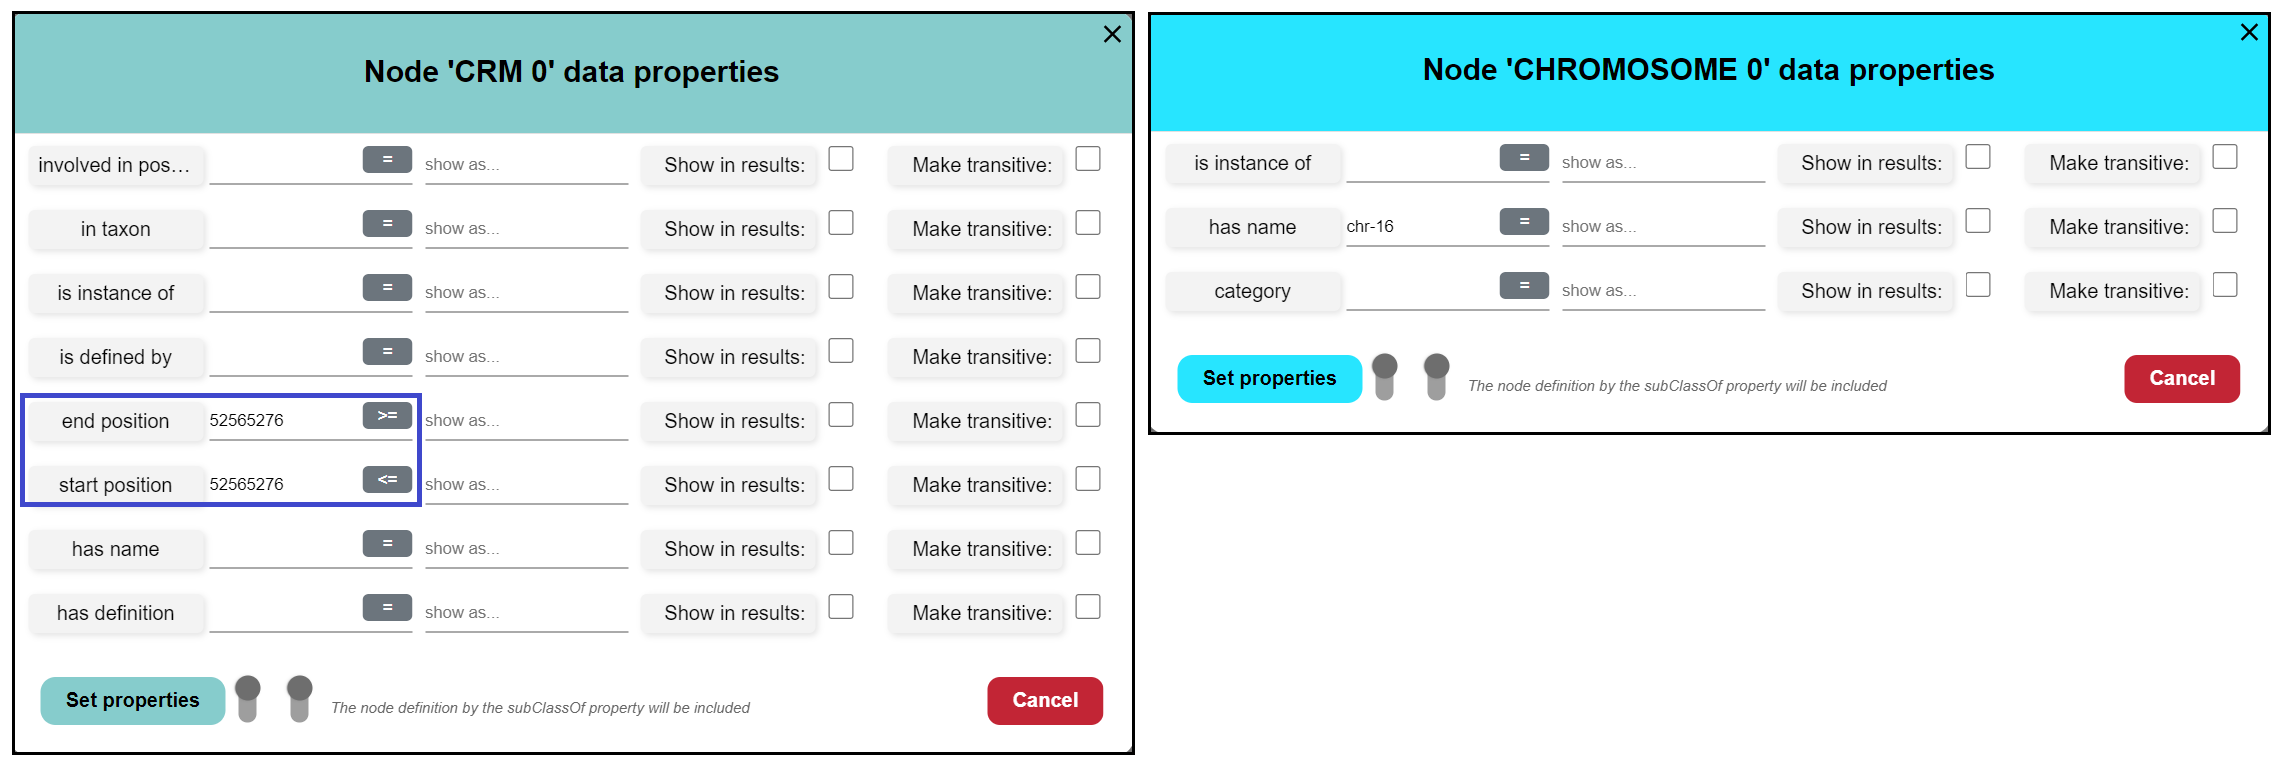 Node 'CRM 0' data properties
involved in pos... = show as... Show in results: Make transitive:
in taxon = show as... Show in results: Make transitive:
is instance of = show as... Show in results: Make transitive:
is defined by = show as... Show in results: Make transitive:
end position 52565276 >= show as... Show in results: Make transitive:
start position 52565276 <= show as... Show in results: Make transitive:
has name = show as... Show in results: Make transitive:
has definition = show as... Show in results: Make transitive:
Set properties The node definition by the subClassOf property will be included Cancel
Node 'CHROMOSOME 0' data properties
is instance of = show as... Show in results: Make transitive:
has name chr-16 = show as... Show in results: Make transitive:
category = show as... Show in results: Make transitive:
Set properties The node definition by the subClassOf property will be included Cancel